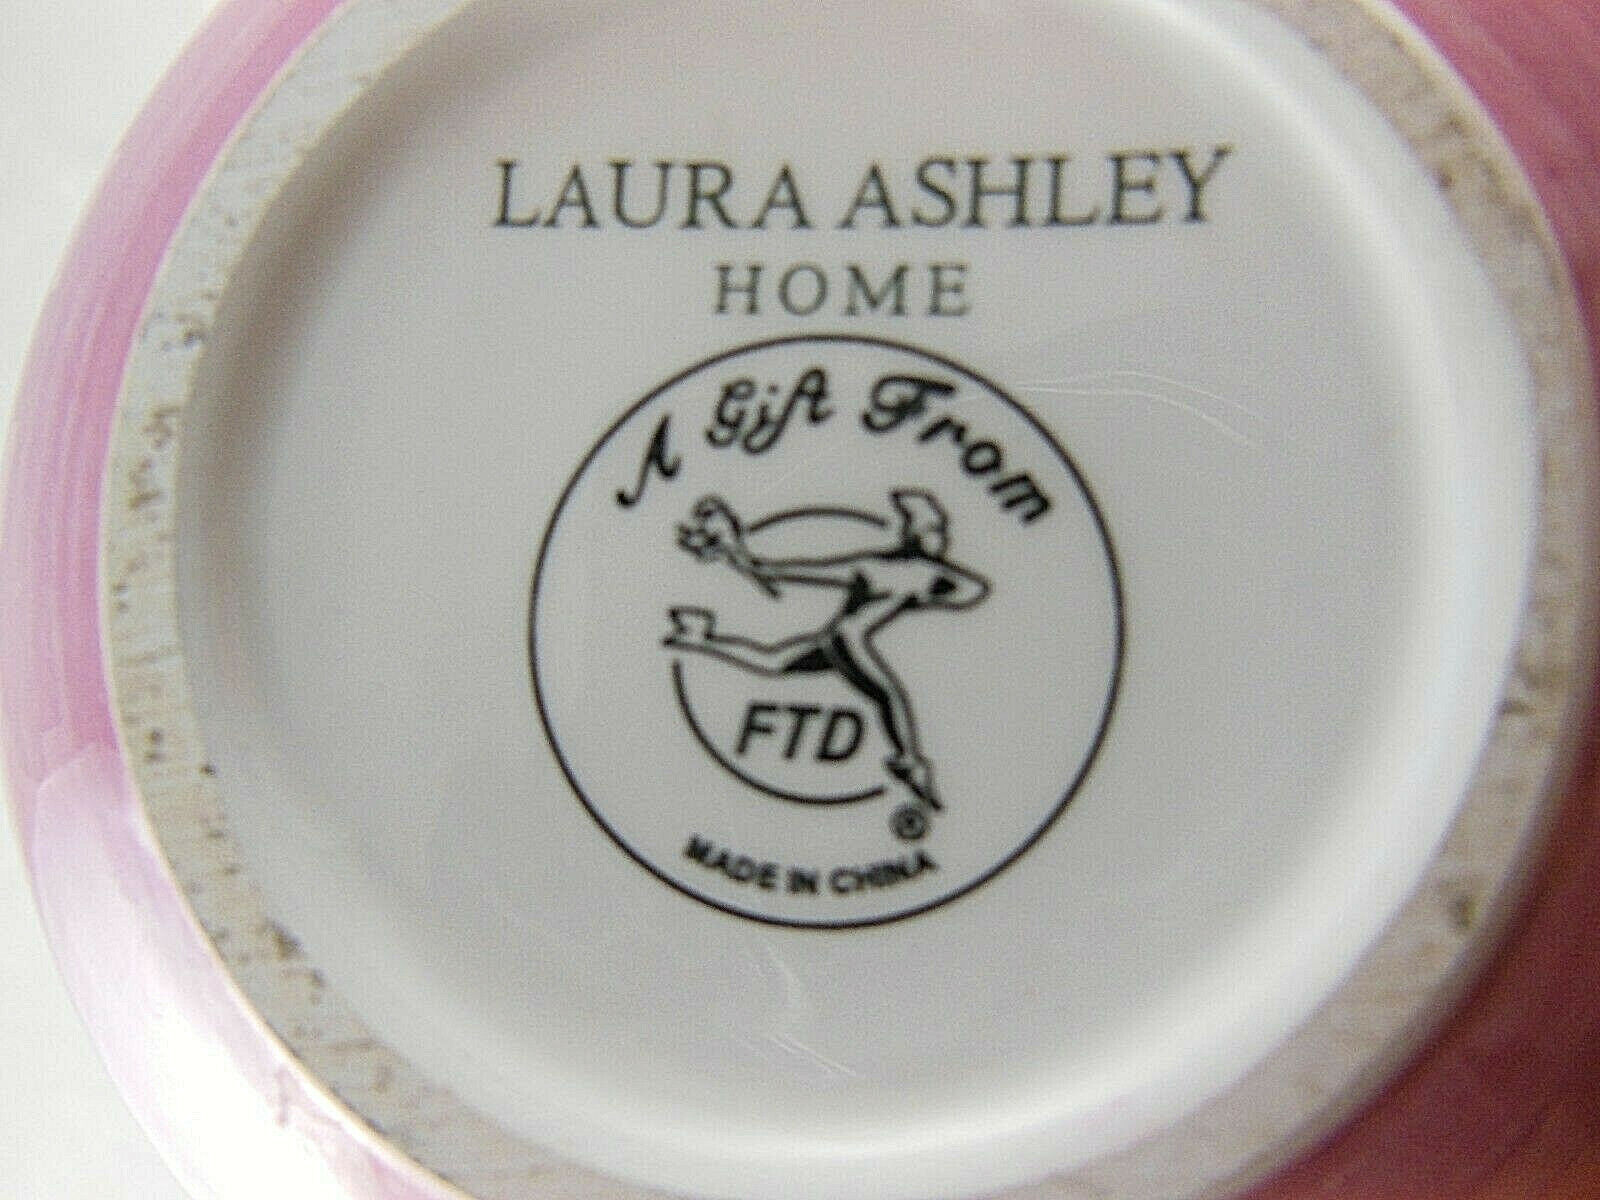 LAURA ASHLEY
HOME
A Gift From
FTD
®
MADE IN CHINA